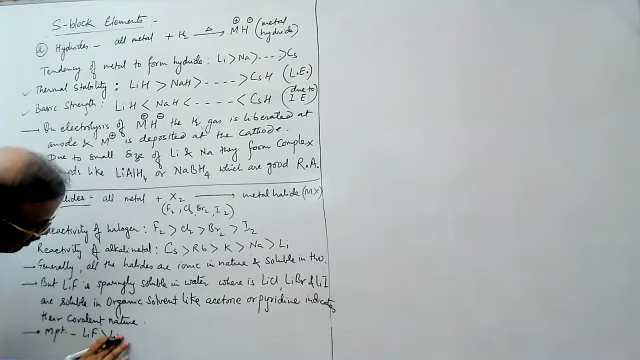 S-block Elements -
(d) Hydrides - all metal + H₂ —Δ→ M⊕H⊖ (metal hydride)
Tendency of metal to form hydride : Li > Na > --- > Cs
✓ Thermal Stability : LiH > NaH > ----- > CsH (L.E.)
✓ Basic Strength : LiH < NaH < ----- < CsH (due to I.E.)
→ On electrolysis of M⊕H⊖ the H₂ gas is liberated at
anode & M⊕ is deposited at the Cathode.
Due to Small Size of Li & Na they form Complex
like LiAlH₄ or NaBH₄ which are good R.A.
= all metal + X₂ → metal halide (MX)
(F₂, Cl₂, Br₂, I₂)
Reactivity of halogen : F₂ > Cl₂ > Br₂ > I₂
Reactivity of alkali metal : Cs > Rb > K > Na > Li
→ Generally, all the halides are ionic in nature & soluble in H₂O.
→ But LiF is sparingly soluble in water where is LiCl, LiBr & LiI
are soluble in Organic Solvent like acetone or pyridine indicates
their Covalent nature.
→ Mpt. - LiF >